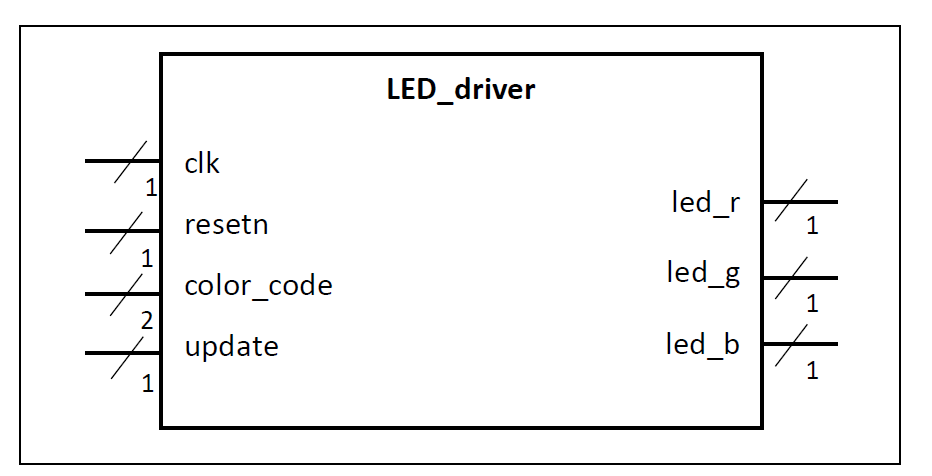 LED_driver
clk
1
resetn
1
color_code
2
update
1
led_r
1
led_g
1
led_b
1